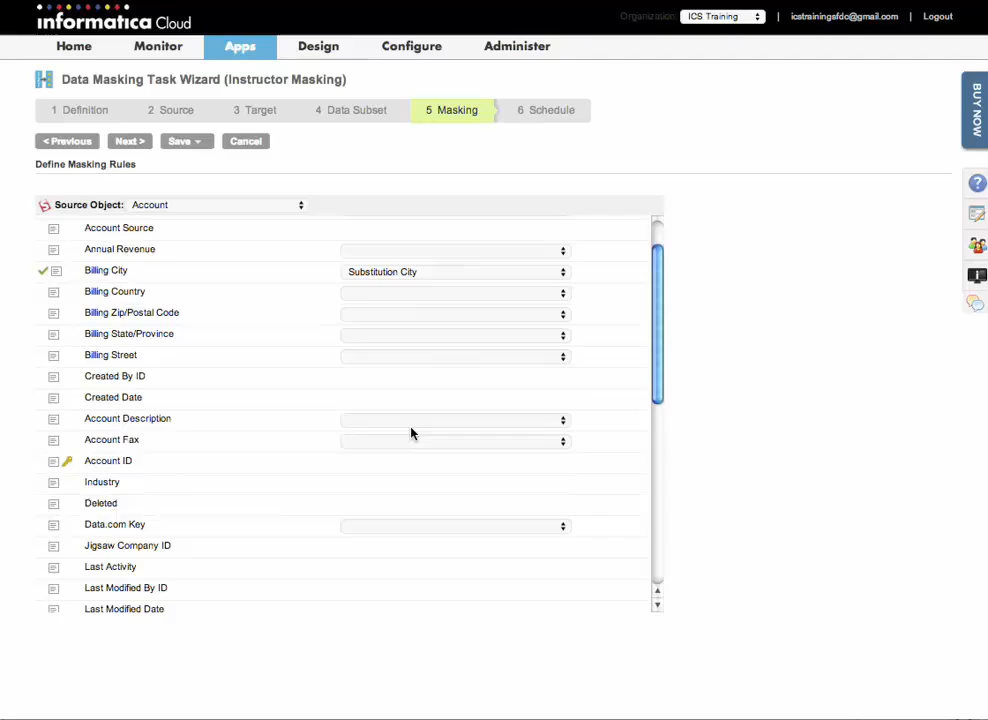 informatica Cloud
Organization ICS Training | icstrainingsfdc@gmail.com | Logout
Home Monitor Apps Design Configure Administer
Data Masking Task Wizard (Instructor Masking)
1 Definition 2 Source 3 Target 4 Data Subset 5 Masking 6 Schedule
< Previous Next > Save Cancel
Define Masking Rules
BUY NOW
Source Object: Account
Account Source
Annual Revenue
Billing City Substitution City
Billing Country
Billing Zip/Postal Code
Billing State/Province
Billing Street
Created By ID
Created Date
Account Description
Account Fax
Account ID
Industry
Deleted
Data.com Key
Jigsaw Company ID
Last Activity
Last Modified By ID
Last Modified Date